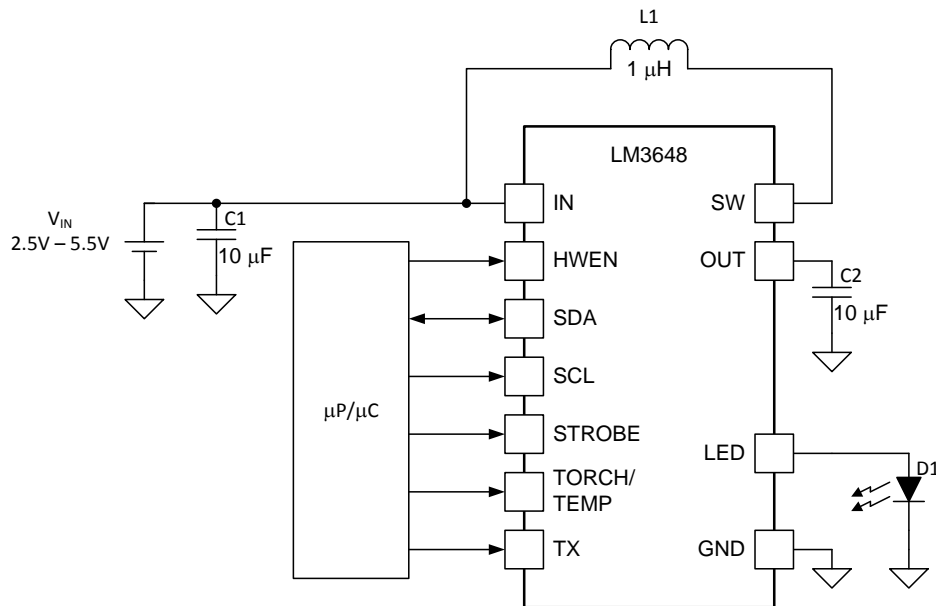 L1
1 μH
LM3648
IN
SW
V_IN
2.5V – 5.5V
C1
10 μF
HWEN
OUT
C2
10 μF
SDA
SCL
μP/μC
STROBE
LED
D1
TORCH/
TEMP
TX
GND